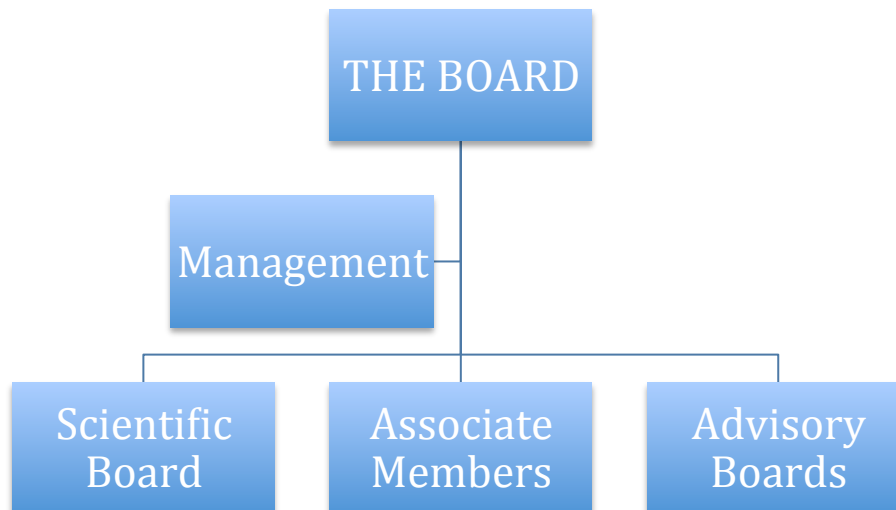 THE BOARD
Management
Scientific
Board
Associate
Members
Advisory
Boards